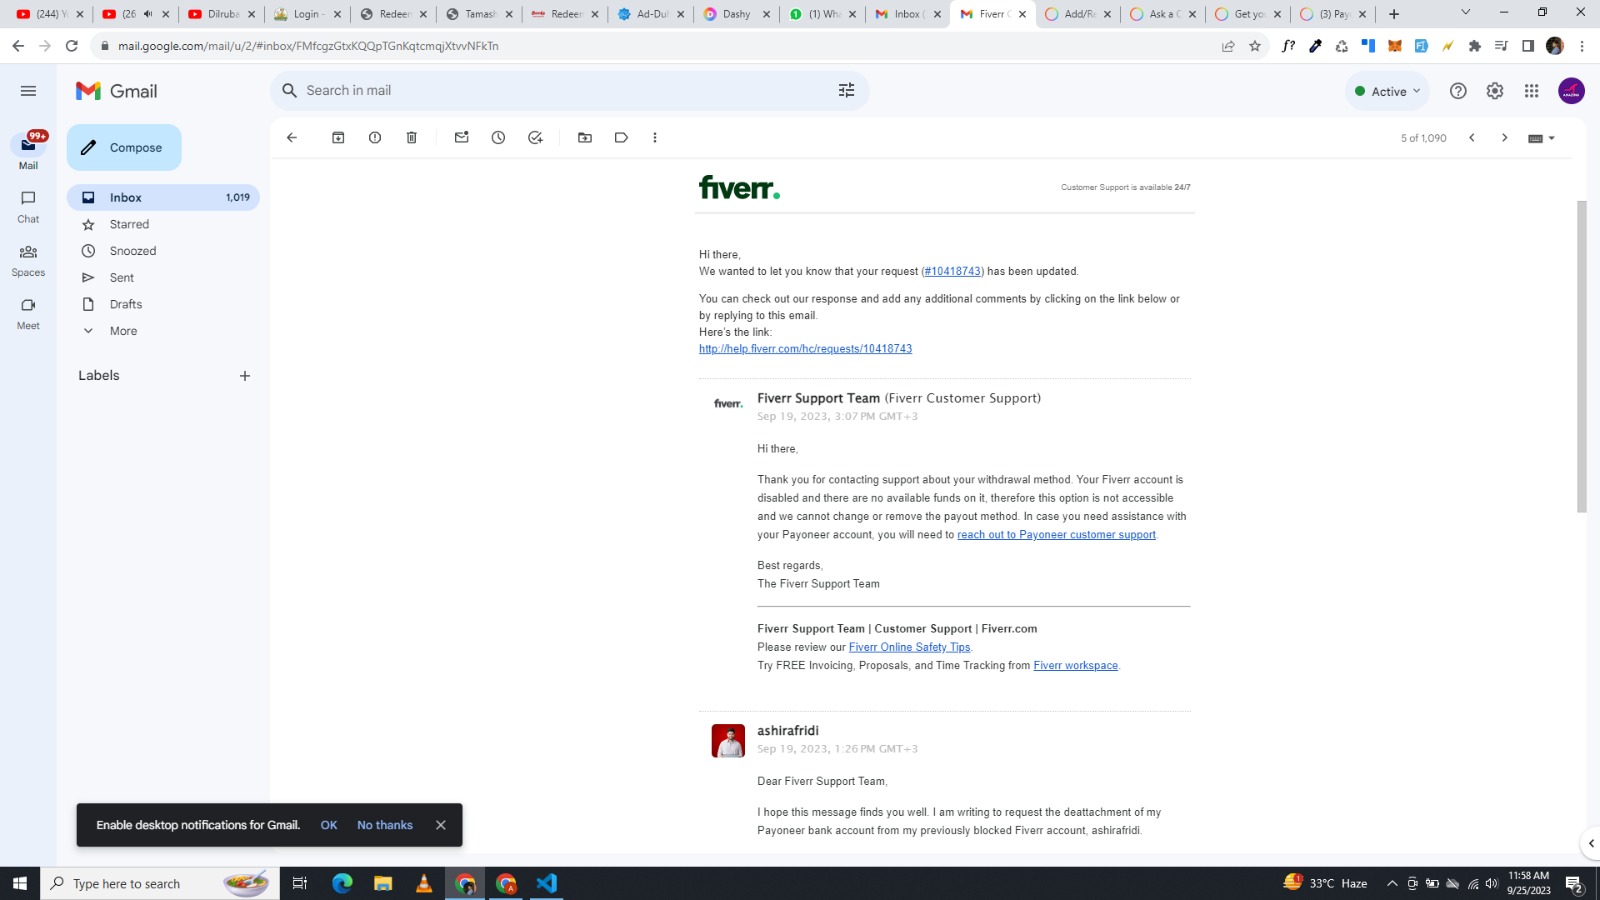 (244) Y
(26
Dilruba
Login -
Redeem
Tamash
Redeem
Ad-Dul
Dashy
(1) Wha
Inbox (
Fiverr C
Add/Re
Ask a C
Get you
(3) Pay
mail.google.com/mail/u/2/#inbox/FMfcgzGtxKQQpTGnKqtcmqjXtvvNFkTn
f?
Gmail
Search in mail
Active
99+
Mail
Chat
Spaces
Meet
Compose
Inbox 1,019
Starred
Snoozed
Sent
Drafts
More
Labels
5 of 1,090
fiverr.
Customer Support is available 24/7
Hi there,
We wanted to let you know that your request (#10418743) has been updated.
You can check out our response and add any additional comments by clicking on the link below or
by replying to this email.
Here's the link:
http://help.fiverr.com/hc/requests/10418743
fiverr.
Fiverr Support Team (Fiverr Customer Support)
Sep 19, 2023, 3:07 PM GMT+3
Hi there,
Thank you for contacting support about your withdrawal method. Your Fiverr account is
disabled and there are no available funds on it, therefore this option is not accessible
and we cannot change or remove the payout method. In case you need assistance with
your Payoneer account, you will need to reach out to Payoneer customer support.
Best regards,
The Fiverr Support Team
Fiverr Support Team | Customer Support | Fiverr.com
Please review our Fiverr Online Safety Tips.
Try FREE Invoicing, Proposals, and Time Tracking from Fiverr workspace.
ashirafridi
Sep 19, 2023, 1:26 PM GMT+3
Dear Fiverr Support Team,
I hope this message finds you well. I am writing to request the deattachment of my
Payoneer bank account from my previously blocked Fiverr account, ashirafridi.
Enable desktop notifications for Gmail. OK No thanks
Type here to search
33°C Haze
11:58 AM
9/25/2023
2